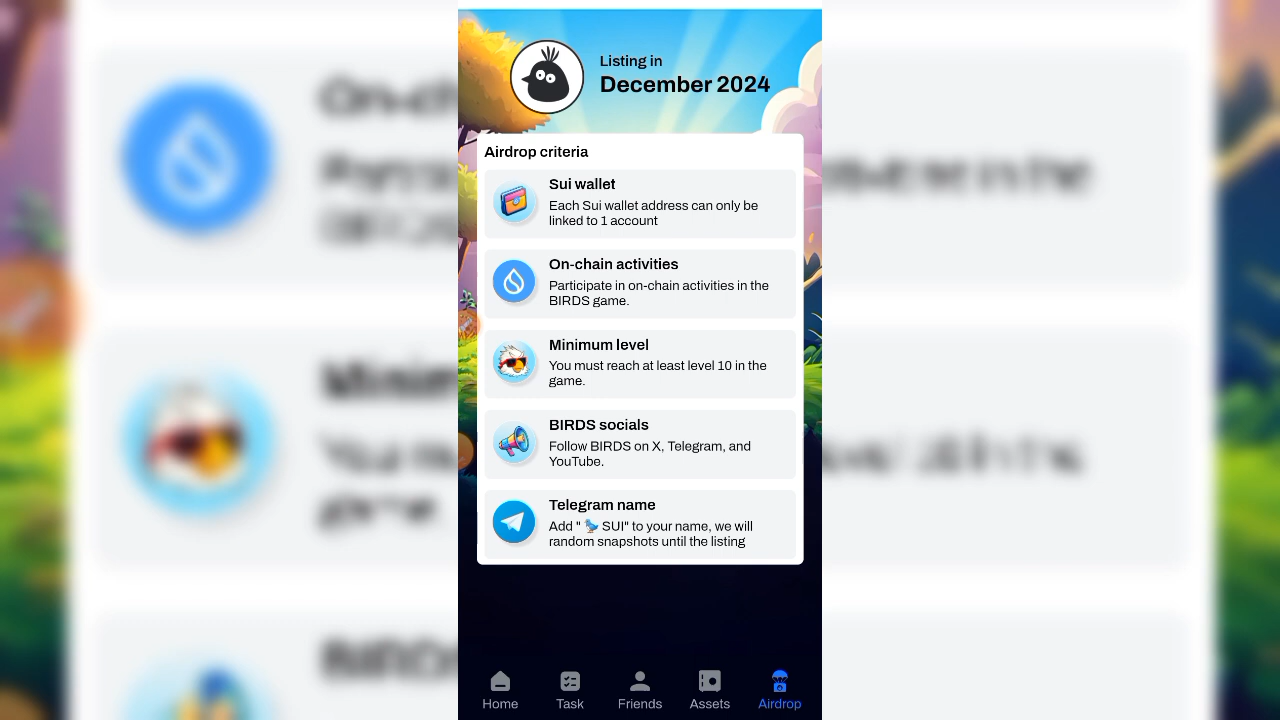 Listing in
December 2024
Airdrop criteria
Sui wallet
Each Sui wallet address can only be
linked to 1 account
On-chain activities
Participate in on-chain activities in the
BIRDS game.
Minimum level
You must reach at least level 10 in the
game.
BIRDS socials
Follow BIRDS on X, Telegram, and
YouTube.
Telegram name
Add " 🐦 SUI" to your name, we will
random snapshots until the listing
Home
Task
Friends
Assets
Airdrop